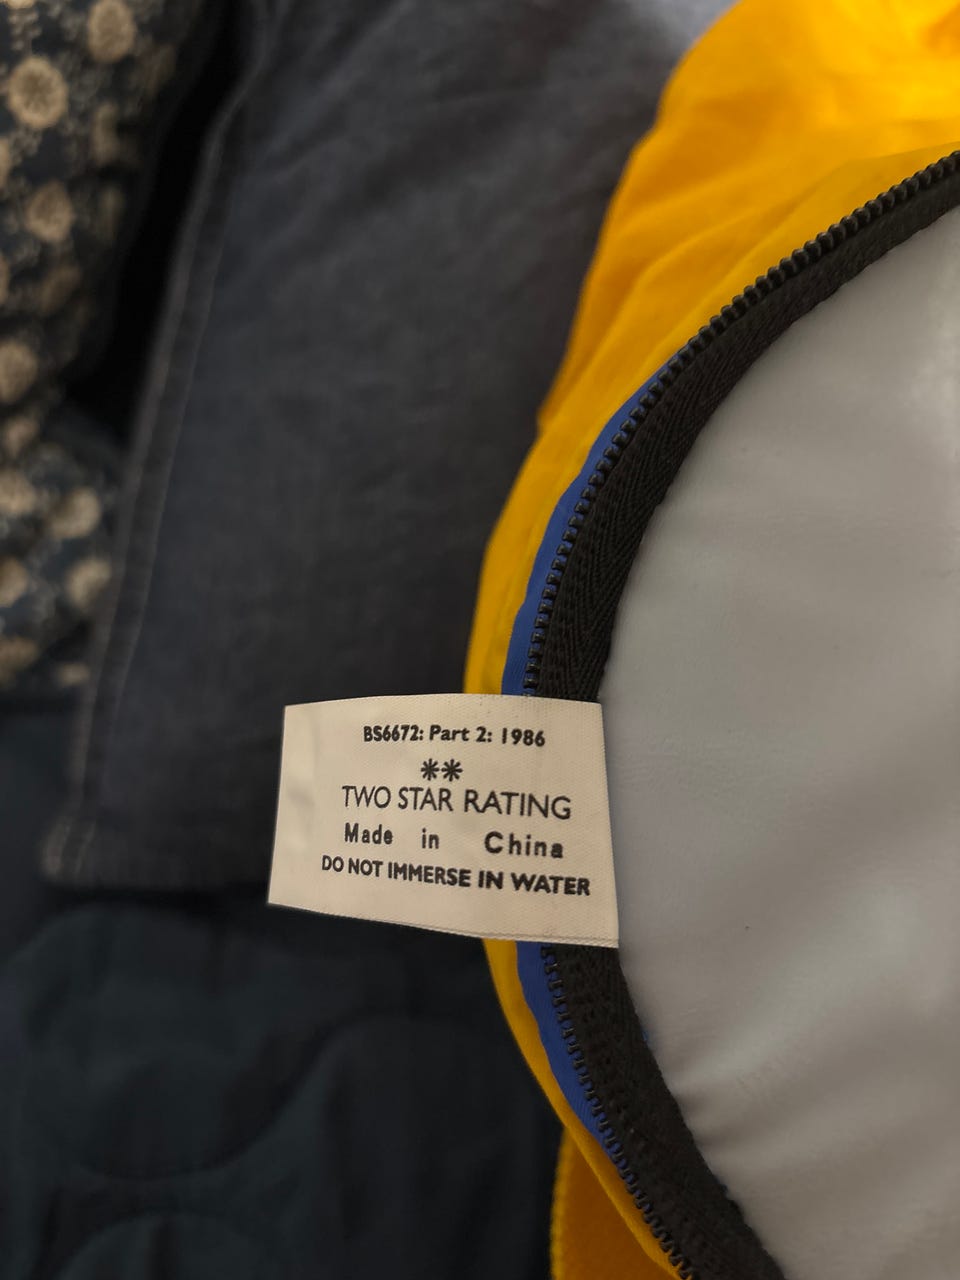 BS6672: Part 2: 1986
**
TWO STAR RATING
Made in China
DO NOT IMMERSE IN WATER